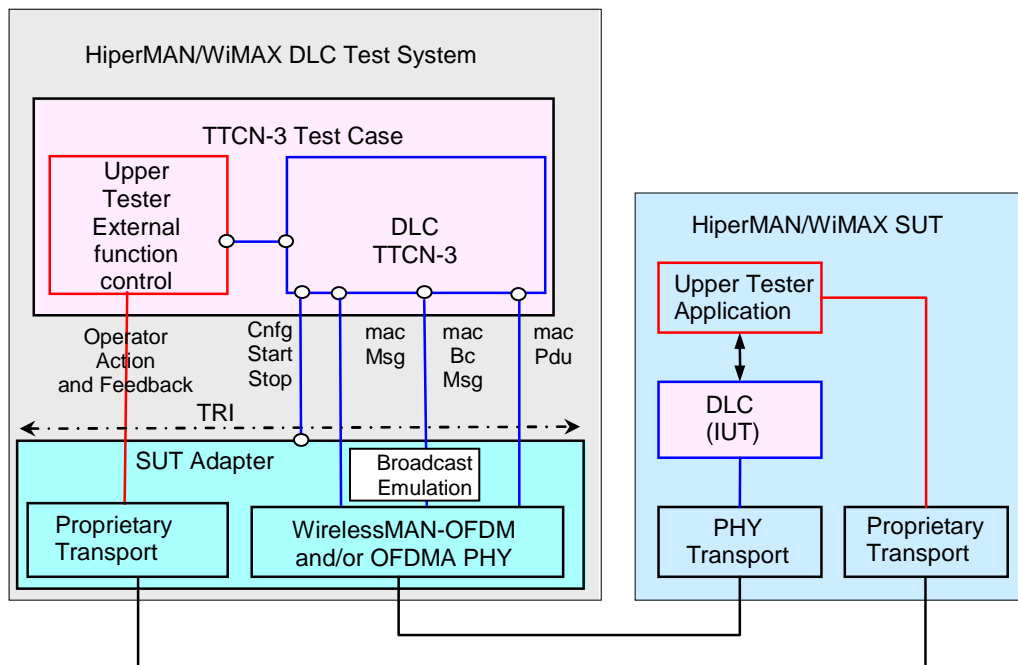 HiperMAN/WiMAX DLC Test System
TTCN-3 Test Case
Upper
Tester
External
function
control
DLC
TTCN-3
Operator
Action
and Feedback
Cnfg
Start
Stop
mac
Msg
mac
Bc
Msg
mac
Pdu
TRI
SUT Adapter
Broadcast
Emulation
Proprietary
Transport
WirelessMAN-OFDM
and/or OFDMA PHY
HiperMAN/WiMAX SUT
Upper Tester
Application
DLC
(IUT)
PHY
Transport
Proprietary
Transport